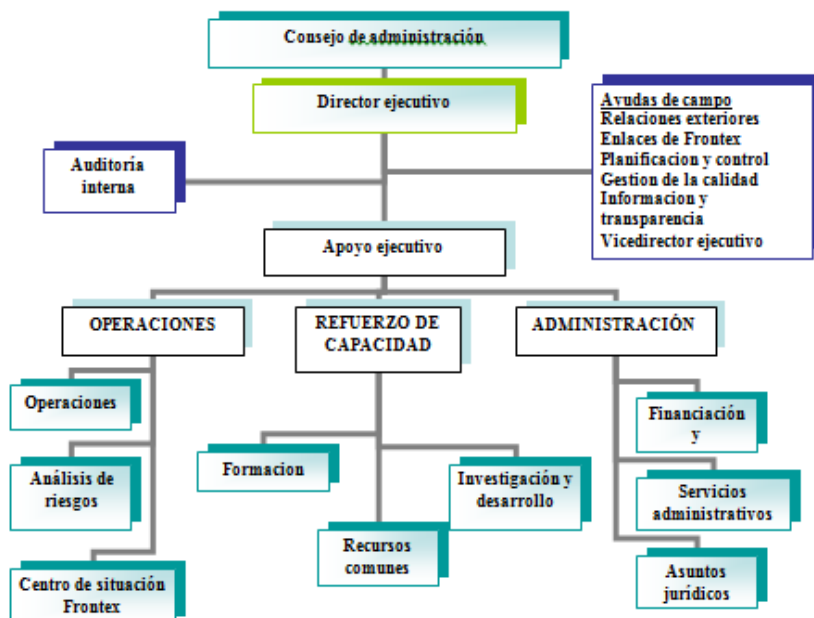 Consejo de administración
Director ejecutivo
Ayudas de campo
Relaciones exteriores
Enlaces de Frontex
Planificacion y control
Gestion de la calidad
Informacion y
transparencia
Vicedirector ejecutivo
Auditoría
interna
Apoyo ejecutivo
OPERACIONES
REFUERZO DE
CAPACIDAD
ADMINISTRACIÓN
Operaciones
Análisis de
riesgos
Centro de situación
Frontex
Formacion
Investigación y
desarrollo
Recursos
comunes
Financiación
y
Servicios
administrativos
Asuntos
jurídicos